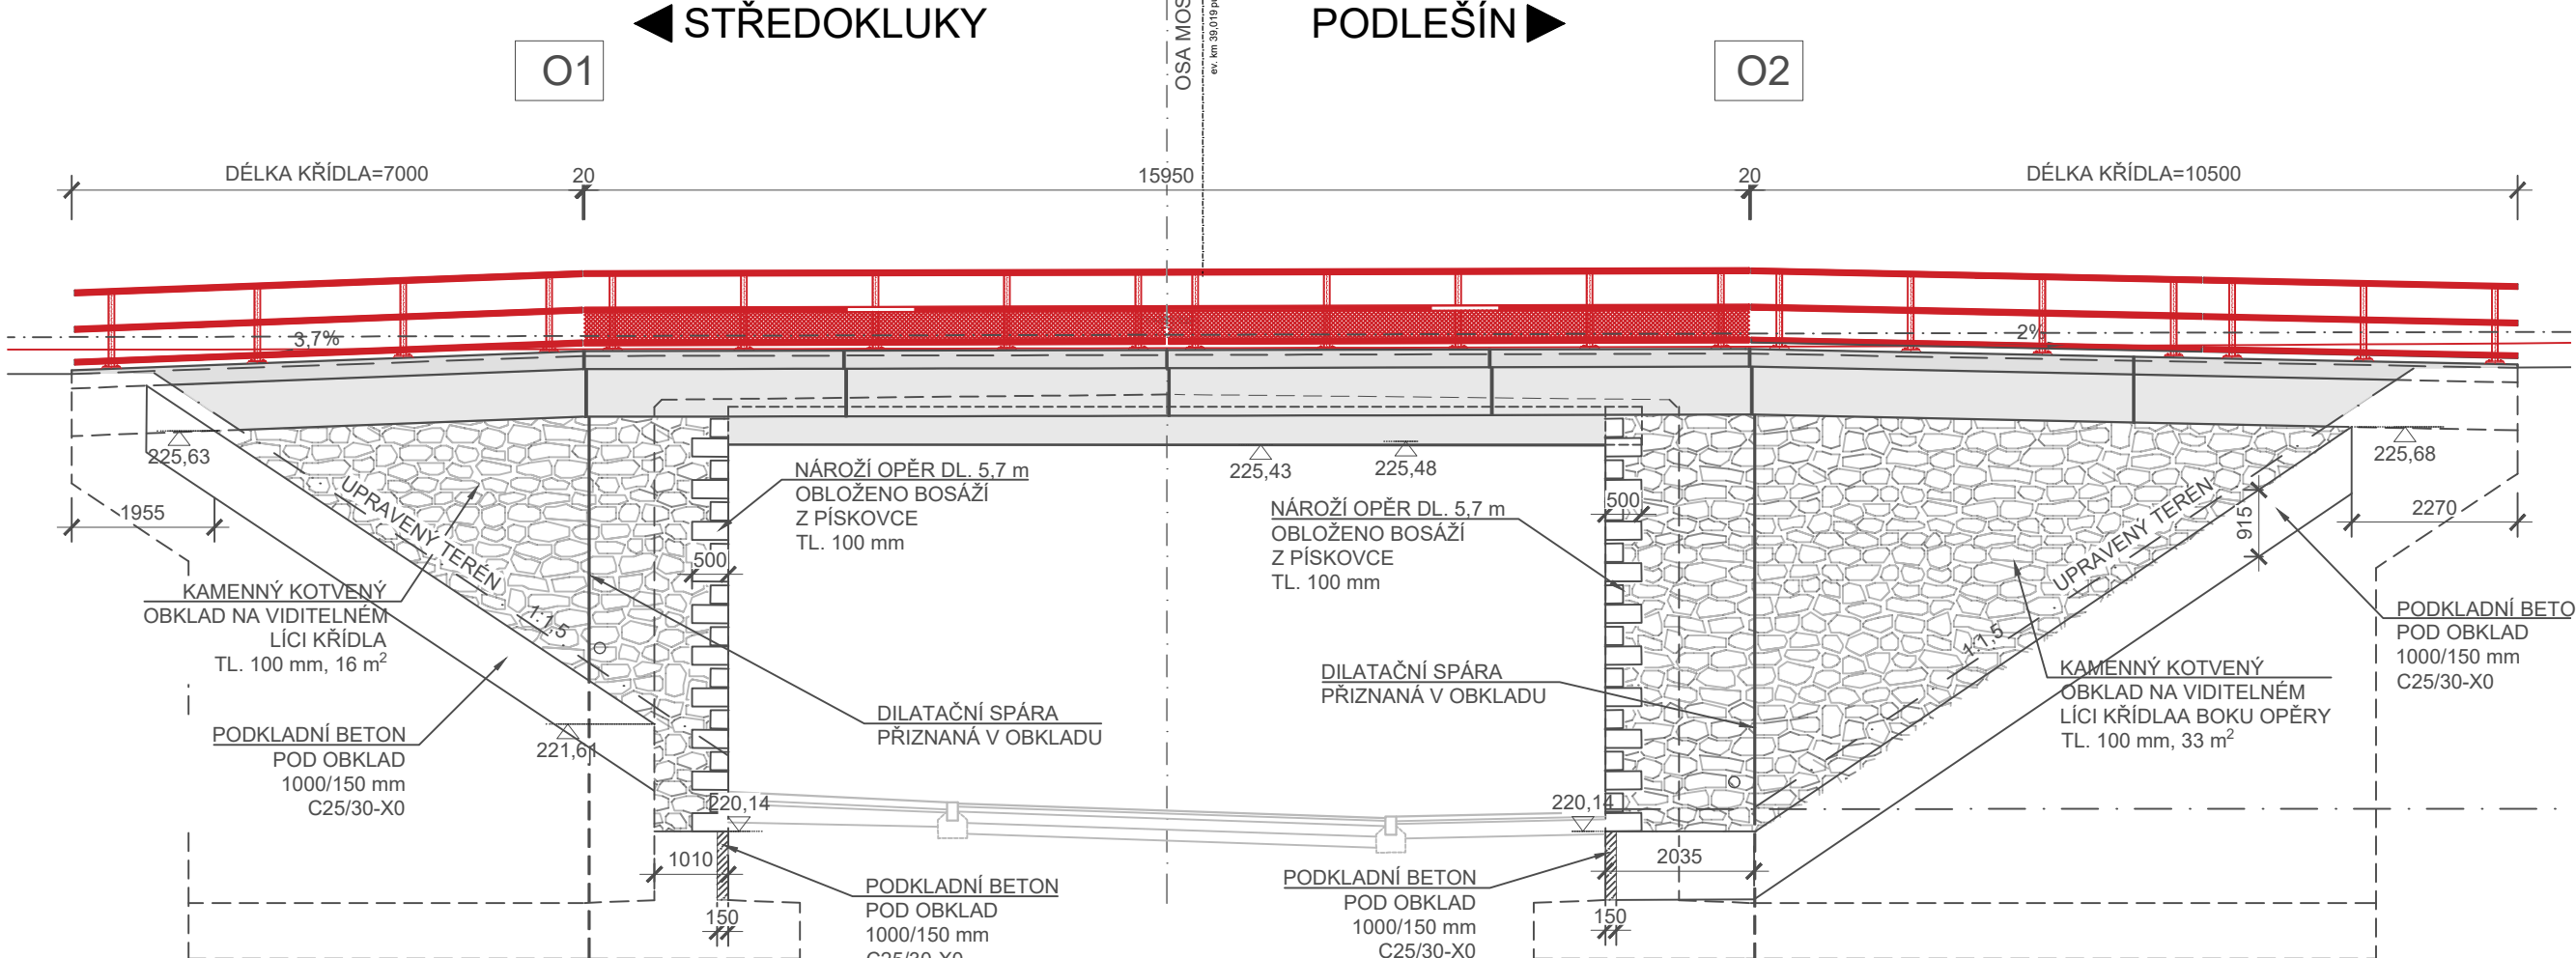 STŘEDOKLUKY
PODLEŠÍN
OSA MOS
ev. km 39,019
O1
O2
DÉLKA KŘÍDLA=7000
20
15950
20
DÉLKA KŘÍDLA=10500
3,7%
2%
225,63
225,43
225,48
225,68
1955
500
500
915
2270
UPRAVENÝ TERÉN
1:1,5
UPRAVENÝ TERÉN
1:1,5
NÁROŽÍ OPĚR DL. 5,7 m
OBLOŽENO BOSÁŽÍ
Z PÍSKOVCE
TL. 100 mm
NÁROŽÍ OPĚR DL. 5,7 m
OBLOŽENO BOSÁŽÍ
Z PÍSKOVCE
TL. 100 mm
KAMENNÝ KOTVENÝ
OBKLAD NA VIDITELNÉM
LÍCI KŘÍDLA
TL. 100 mm, 16 m²
PODKLADNÍ BETON
POD OBKLAD
1000/150 mm
C25/30-X0
221,61
DILATAČNÍ SPÁRA
PŘIZNANÁ V OBKLADU
DILATAČNÍ SPÁRA
PŘIZNANÁ V OBKLADU
KAMENNÝ KOTVENÝ
OBKLAD NA VIDITELNÉM
LÍCI KŘÍDLAA BOKU OPĚRY
TL. 100 mm, 33 m²
PODKLADNÍ BETO
POD OBKLAD
1000/150 mm
C25/30-X0
220,14
220,14
1010
2035
150
150
PODKLADNÍ BETON
POD OBKLAD
1000/150 mm
C25/30-X0
PODKLADNÍ BETON
POD OBKLAD
1000/150 mm
C25/30-X0